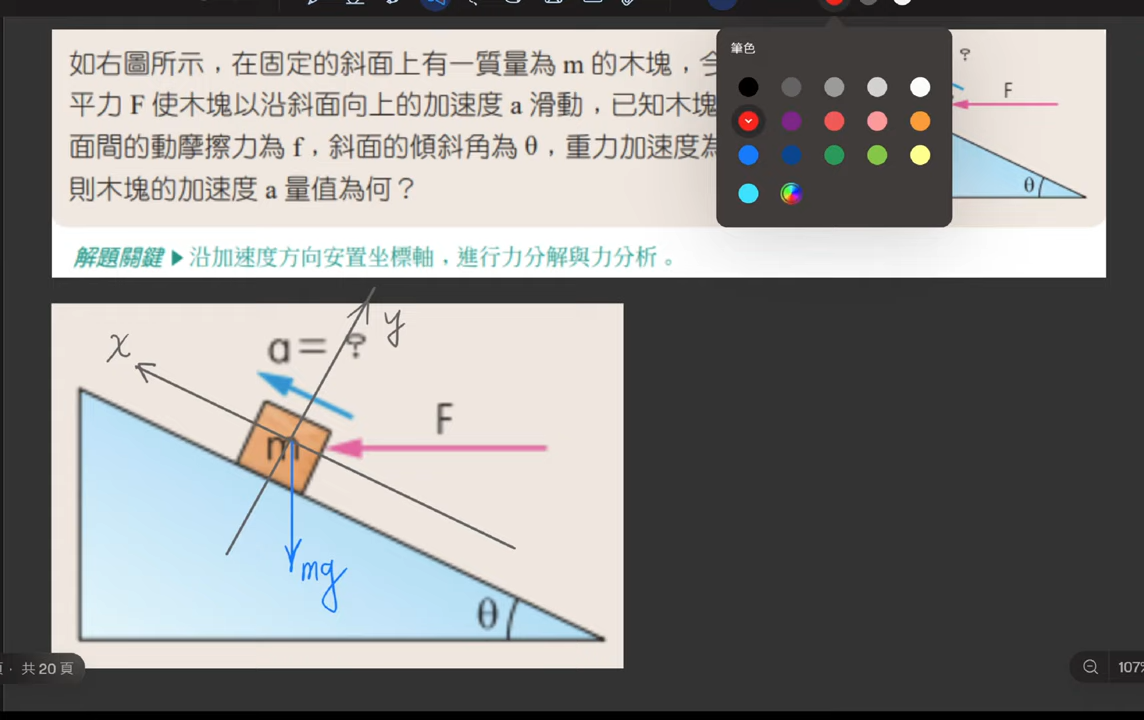 筆色
如右圖所示，在固定的斜面上有一質量為 m 的木塊，今
平力 F 使木塊以沿斜面向上的加速度 a 滑動，已知木塊
面間的動摩擦力為 f，斜面的傾斜角為 θ，重力加速度為
則木塊的加速度 a 量值為何？
?
F
θ
解題關鍵▶沿加速度方向安置坐標軸，進行力分解與力分析。
x
y
a = ?
F
m
mg
θ
頁 · 共 20 頁
107%